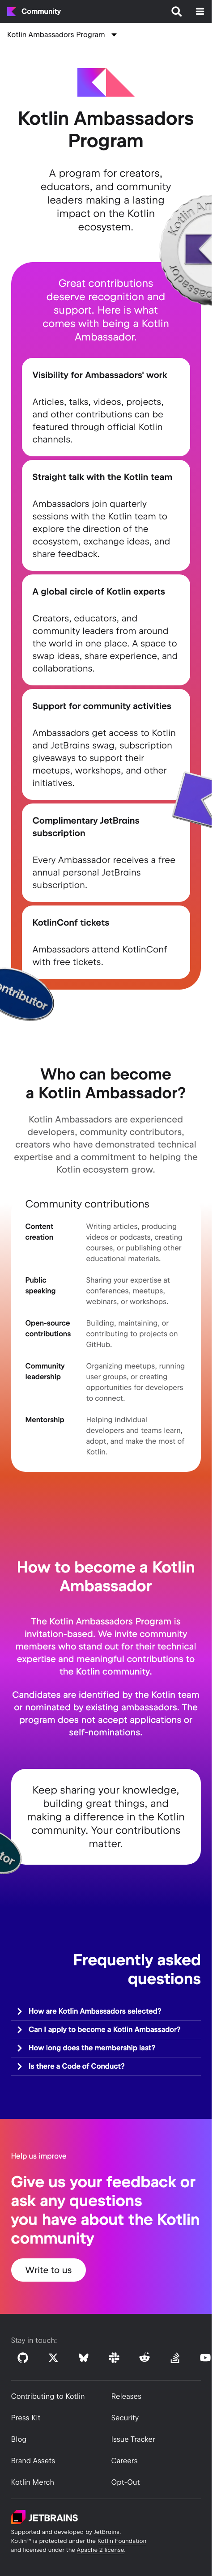 Community
Kotlin Ambassadors Program
Kotlin Ambassadors
Program
A program for creators,
educators, and community
leaders making a lasting
impact on the Kotlin
ecosystem.
Great contributions
deserve recognition and
support. Here is what
comes with being a Kotlin
Ambassador.
Visibility for Ambassadors' work
Articles, talks, videos, projects,
and other contributions can be
featured through official Kotlin
channels.
Straight talk with the Kotlin team
Ambassadors join quarterly
sessions with the Kotlin team to
explore the direction of the
ecosystem, exchange ideas, and
share feedback.
A global circle of Kotlin experts
Creators, educators, and
community leaders from around
the world in one place. A space to
swap ideas, share experience, and
collaborations.
Support for community activities
Ambassadors get access to Kotlin
and JetBrains swag, subscription
giveaways to support their
meetups, workshops, and other
initiatives.
Complimentary JetBrains
subscription
Every Ambassador receives a free
annual personal JetBrains
subscription.
KotlinConf tickets
Ambassadors attend KotlinConf
with free tickets.
ontributor
Who can become
a Kotlin Ambassador?
Kotlin Ambassadors are experienced
developers, community contributors,
creators who have demonstrated technical
expertise and a commitment to helping the
Kotlin ecosystem grow.
Community contributions
Content
creation
Writing articles, producing
videos or podcasts, creating
courses, or publishing other
educational materials.
Public
speaking
Sharing your expertise at
conferences, meetups,
webinars, or workshops.
Open-source
contributions
Building, maintaining, or
contributing to projects on
GitHub.
Community
leadership
Organizing meetups, running
user groups, or creating
opportunities for developers
to connect.
Mentorship
Helping individual
developers and teams learn,
adopt, and make the most of
Kotlin.
How to become a Kotlin
Ambassador
The Kotlin Ambassadors Program is
invitation-based. We invite community
members who stand out for their technical
expertise and meaningful contributions to
the Kotlin community.
Candidates are identified by the Kotlin team
or nominated by existing ambassadors. The
program does not accept applications or
self-nominations.
Keep sharing your knowledge,
building great things, and
making a difference in the Kotlin
community. Your contributions
matter.
tor
Frequently asked
questions
How are Kotlin Ambassadors selected?
Can I apply to become a Kotlin Ambassador?
How long does the membership last?
Is there a Code of Conduct?
Help us improve
Give us your feedback or
ask any questions
you have about the Kotlin
community
Write to us
Stay in touch:
Contributing to Kotlin
Releases
Press Kit
Security
Blog
Issue Tracker
Brand Assets
Careers
Kotlin Merch
Opt-Out
JETBRAINS
Supported and developed by JetBrains.
Kotlin™ is protected under the Kotlin Foundation
and licensed under the Apache 2 license.